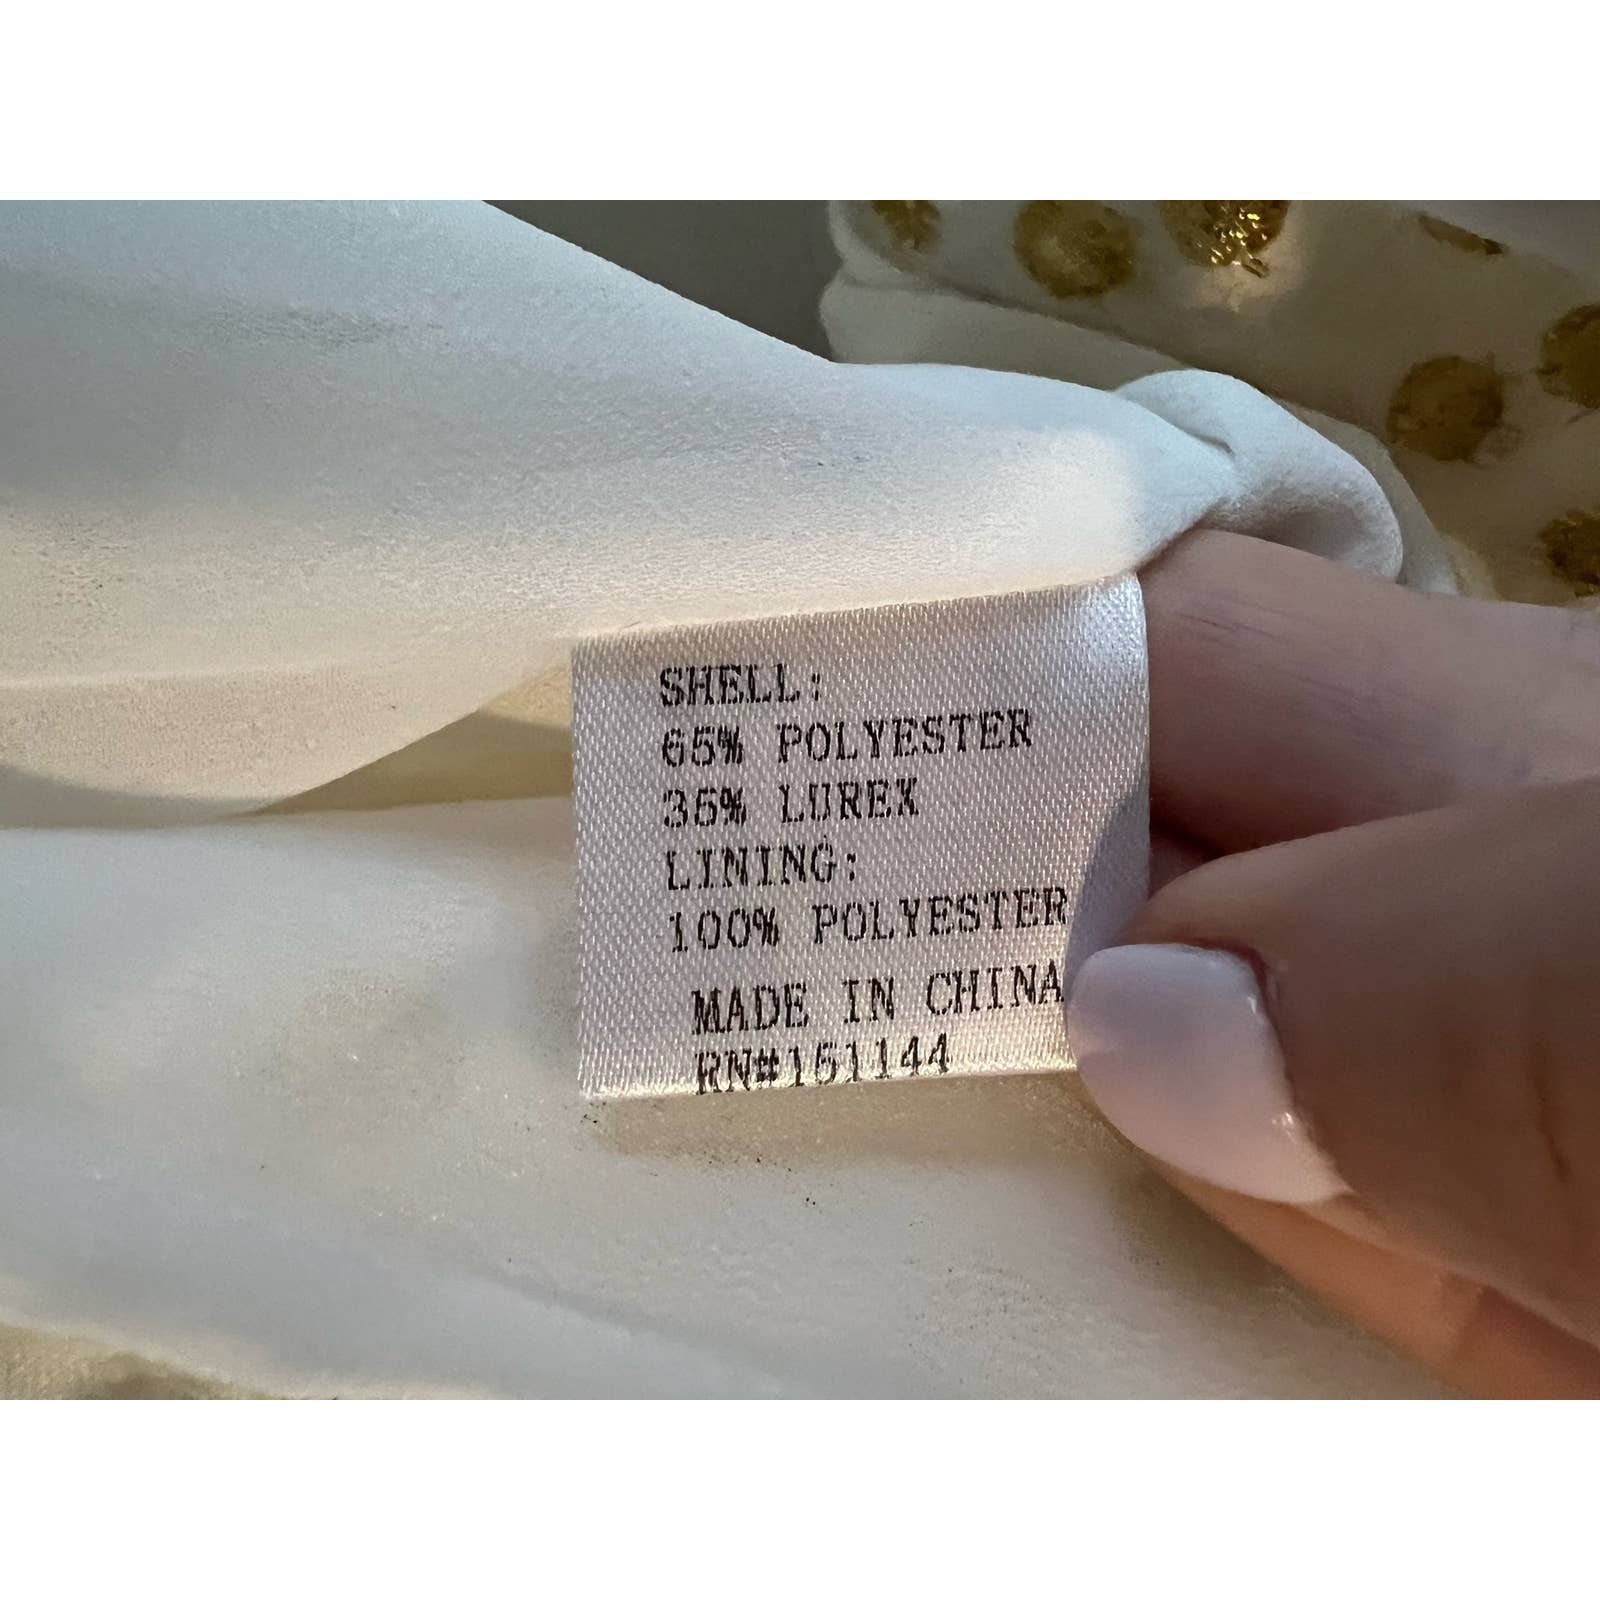 SHELL:
65% POLYESTER
35% LUREX
LINING:
100% POLYESTER
MADE IN CHINA
RN#151144